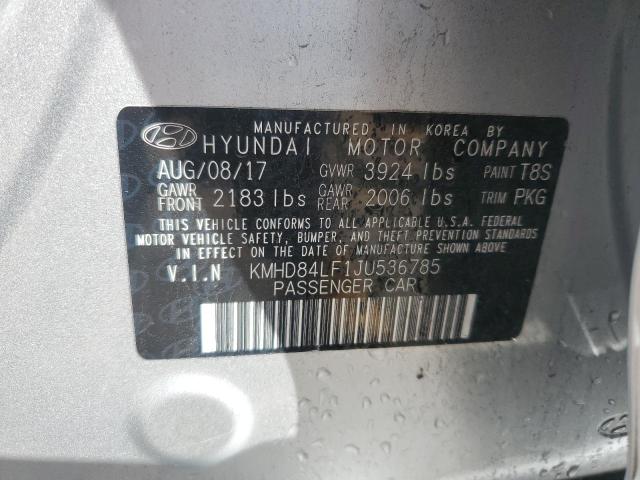 MANUFACTURED IN KOREA BY
HYUNDAI MOTOR COMPANY
AUG/08/17 GVWR 3924 lbs PAINT T8S
GAWR FRONT 2183 lbs GAWR REAR 2006 lbs TRIM PKG
THIS VEHICLE CONFORMS TO ALL APPLICABLE U.S.A. FEDERAL
MOTOR VEHICLE SAFETY, BUMPER, AND THEFT PREVENTION STANDARDS
IN EFFECT ON THE DATE OF MANUFACTURE SHOWN ABOVE.
V.I.N KMHD84LF1JU536785
PASSENGER CAR